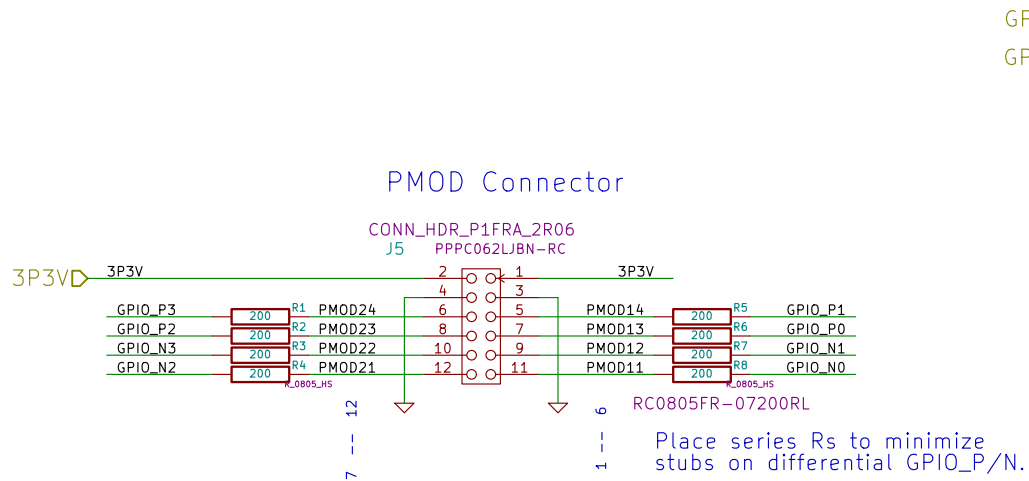 GP
GP
PMOD Connector
CONN_HDR_P1FRA_2R06
J5 PPPC062LJBN-RC
3P3V 3P3V 2 1 3P3V
4 3
GPIO_P3 200 R1 PMOD24 6 5 PMOD14 200 R5 GPIO_P1
GPIO_P2 200 R2 PMOD23 8 7 PMOD13 200 R6 GPIO_P0
GPIO_N3 200 R3 PMOD22 10 9 PMOD12 200 R7 GPIO_N1
GPIO_N2 200 R4 PMOD21 12 11 PMOD11 200 R8 GPIO_N0
R_0805_HS R_0805_HS
RC0805FR-07200RL
7 -- 12
1 -- 6
Place series Rs to minimize
stubs on differential GPIO_P/N.